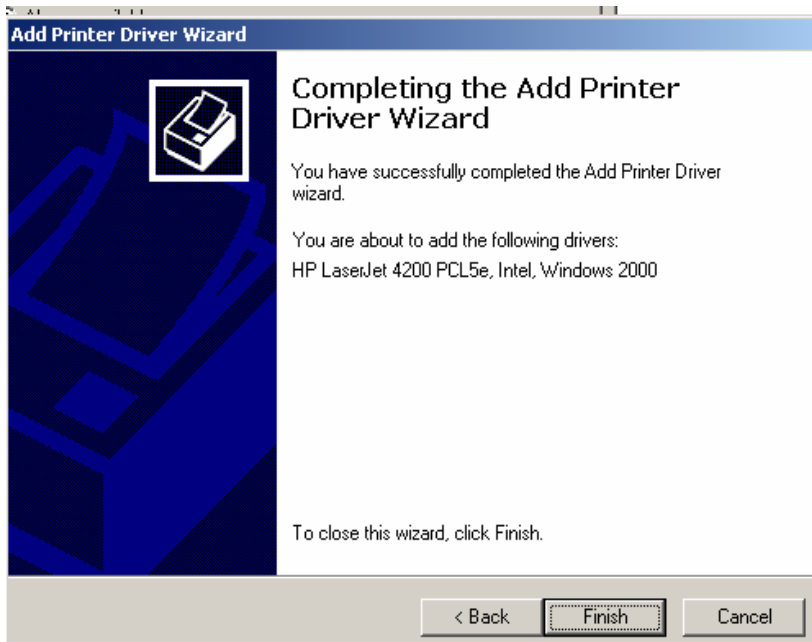 Add Printer Driver Wizard
Completing the Add Printer
Driver Wizard
You have successfully completed the Add Printer Driver
wizard.
You are about to add the following drivers:
HP LaserJet 4200 PCL5e, Intel, Windows 2000
To close this wizard, click Finish.
< Back Finish Cancel